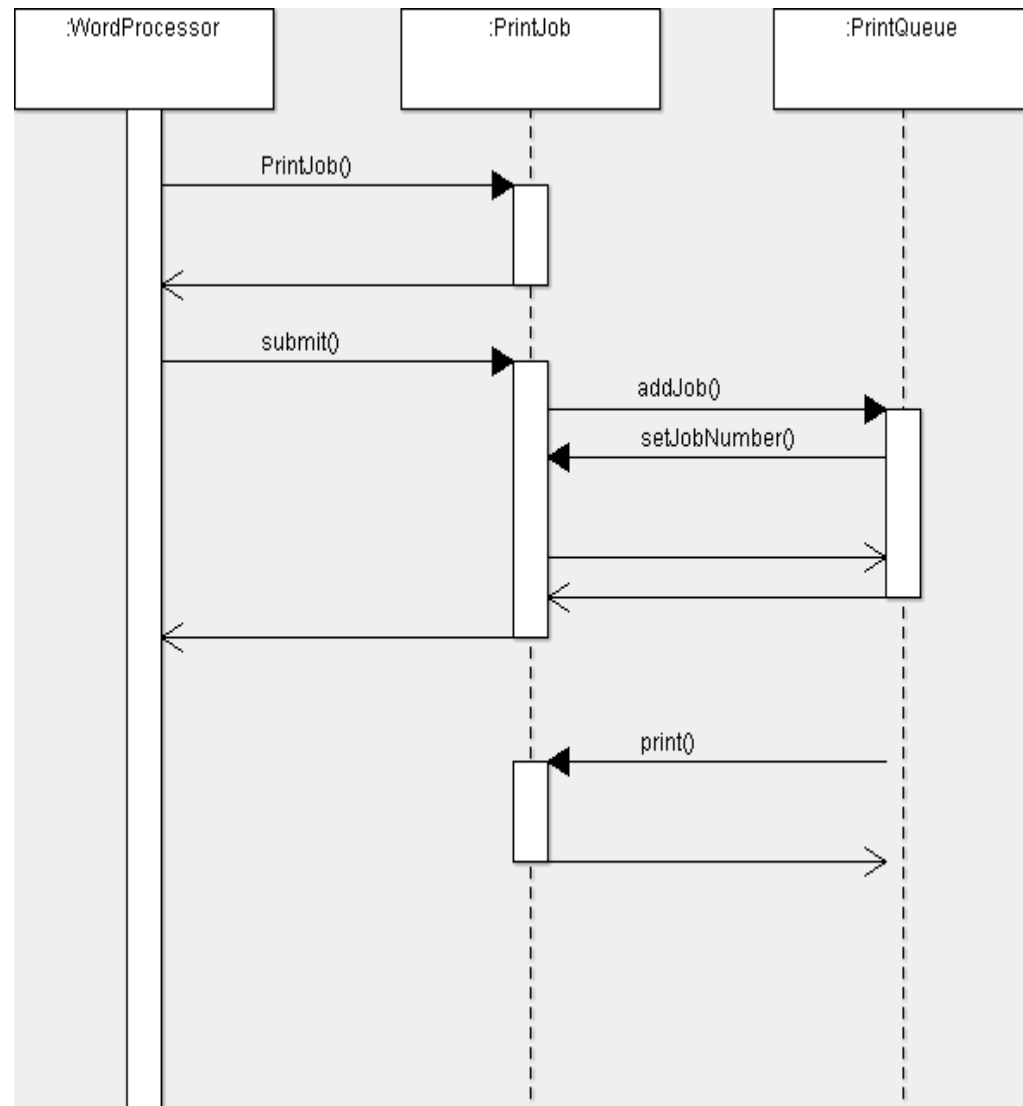 :WordProcessor
:PrintJob
:PrintQueue
PrintJob()
submit()
addJob()
setJobNumber()
print()